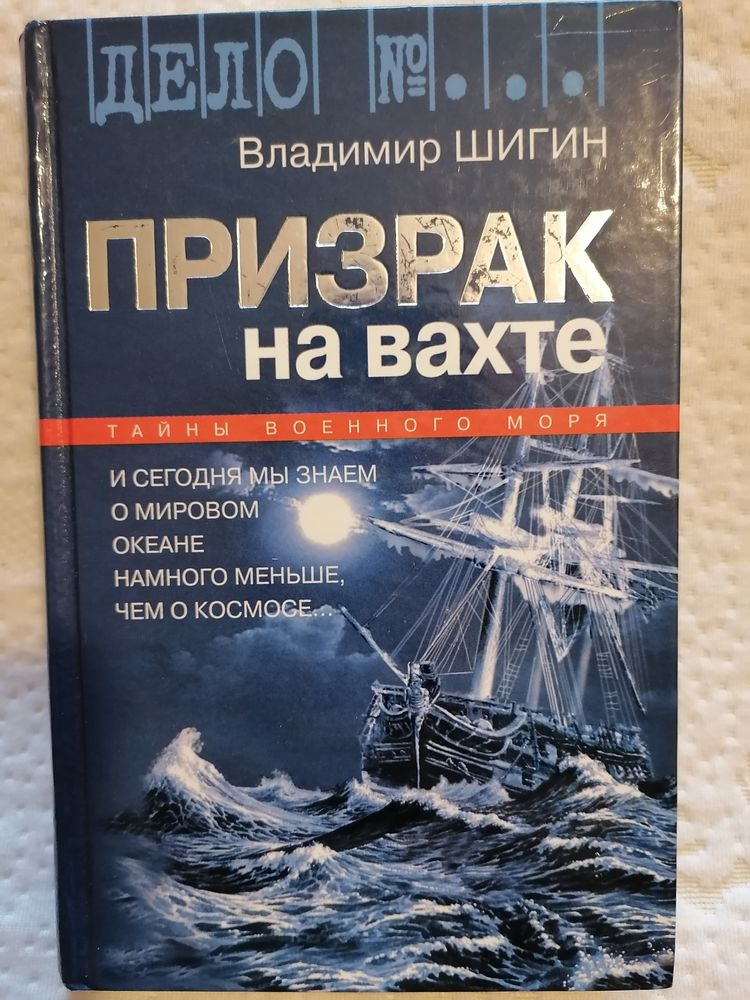 ДЕЛО №...
Владимир ШИГИН
ПРИЗРАК
на вахте
ТАЙНЫ ВОЕННОГО МОРЯ
И СЕГОДНЯ МЫ ЗНАЕМ
О МИРОВОМ
ОКЕАНЕ
НАМНОГО МЕНЬШЕ,
ЧЕМ О КОСМОСЕ...